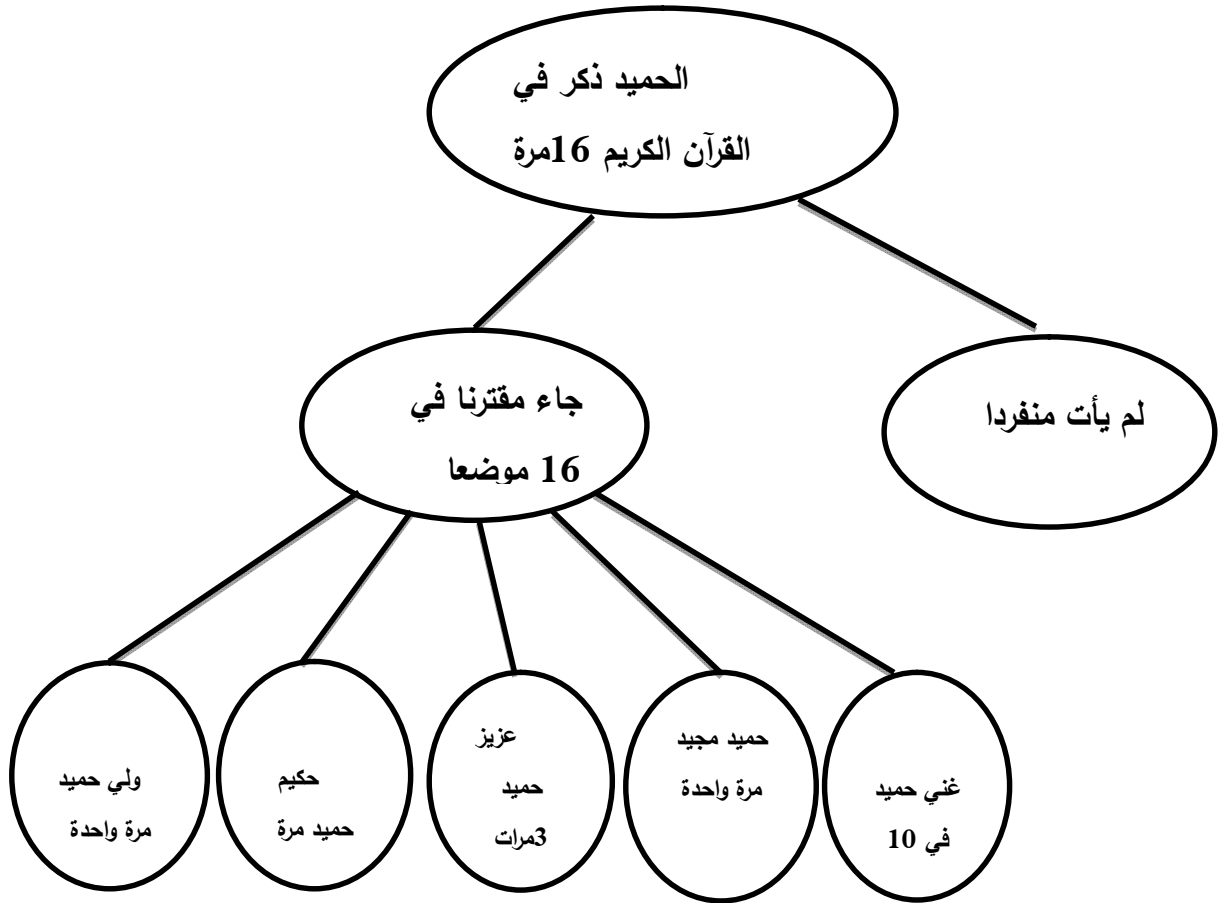 الحميد ذكر في
القرآن الكريم 16مرة
لم يأت منفردا
جاء مقترنا في
16 موضعا
غني حميد
في 10
حميد مجيد
مرة واحدة
عزيز
حميد
3مرات
حكيم
حميد مرة
ولي حميد
مرة واحدة